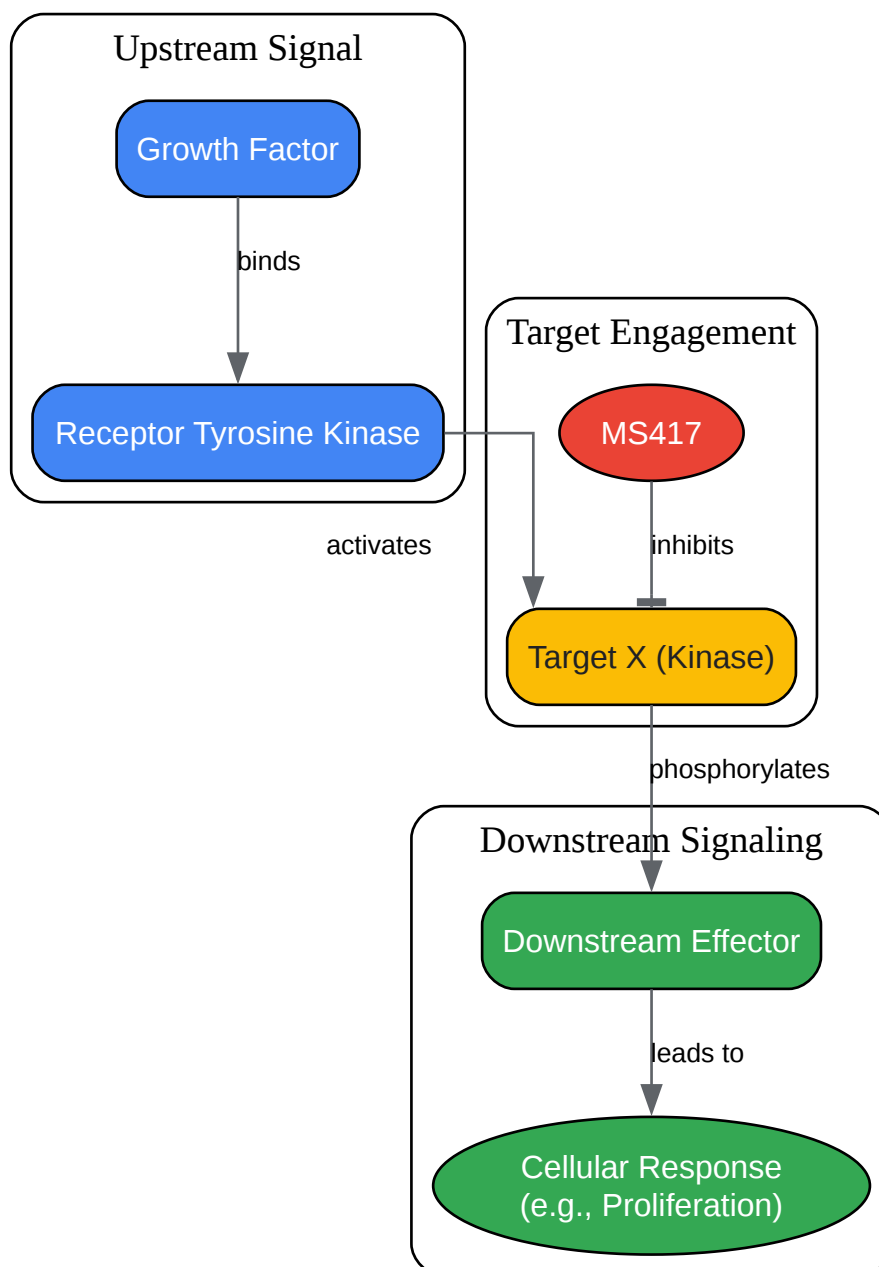 Upstream Signal
Growth Factor
binds
Receptor Tyrosine Kinase
activates
Target Engagement
MS417
inhibits
Target X (Kinase)
phosphorylates
Downstream Signaling
Downstream Effector
leads to
Cellular Response
(e.g., Proliferation)